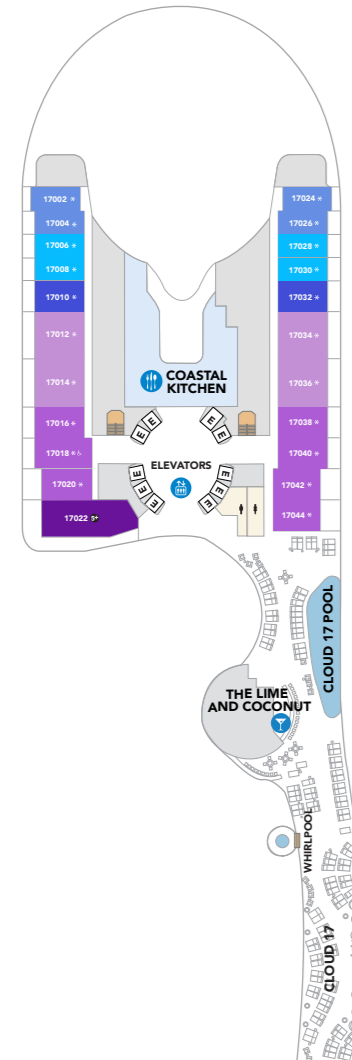 17002 *
17024 *
17004 *
17026 *
17006 *
17028 *
17008 *
17030 *
17010 *
17032 *
17012 *
17034 *
COASTAL
KITCHEN
17014 *
17036 *
17016 *
17038 *
E E E E
17018 *
17040 *
ELEVATORS
17020 *
17042 *
E E E E E E
17022
17044 *
CLOUD 17 POOL
THE LIME
AND COCONUT
WHIRLPOOL
CLOUD 17